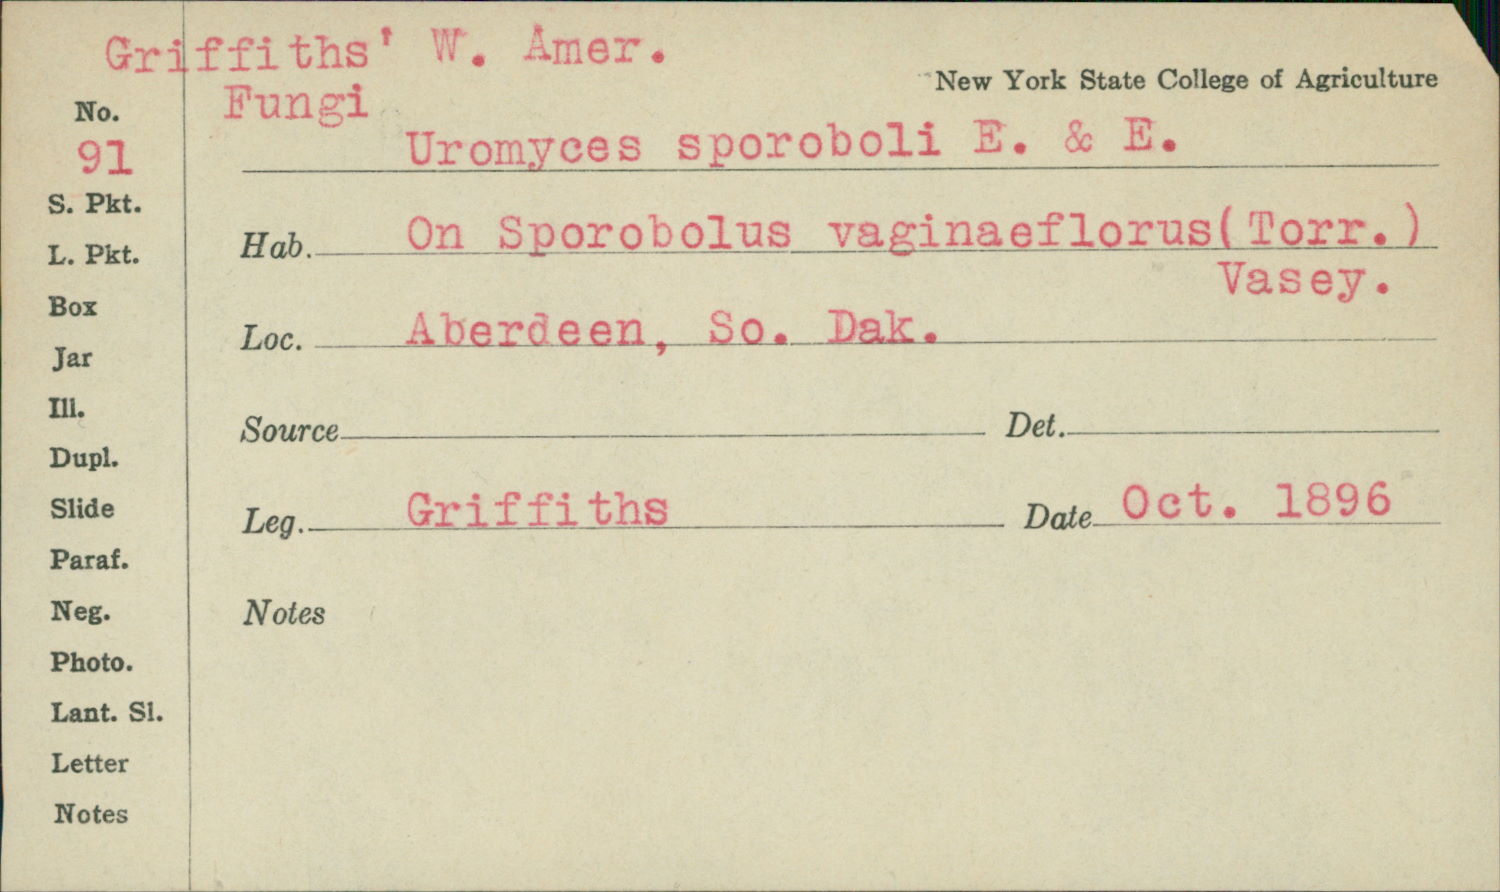 Griffiths' W. Amer.
New York State College of Agriculture
No. Fungi
Uromyces sporoboli E. & E.
91
S. Pkt.
Hab. On Sporobolus vaginaeflorus(Torr.)
L. Pkt.
Vasey.
Box
Loc. Aberdeen, So. Dak.
Jar
Ill.
Source Det.
Dupl.
Slide
Leg. Griffiths Date Oct. 1896
Paraf.
Neg.
Notes
Photo.
Lant. Sl.
Letter
Notes